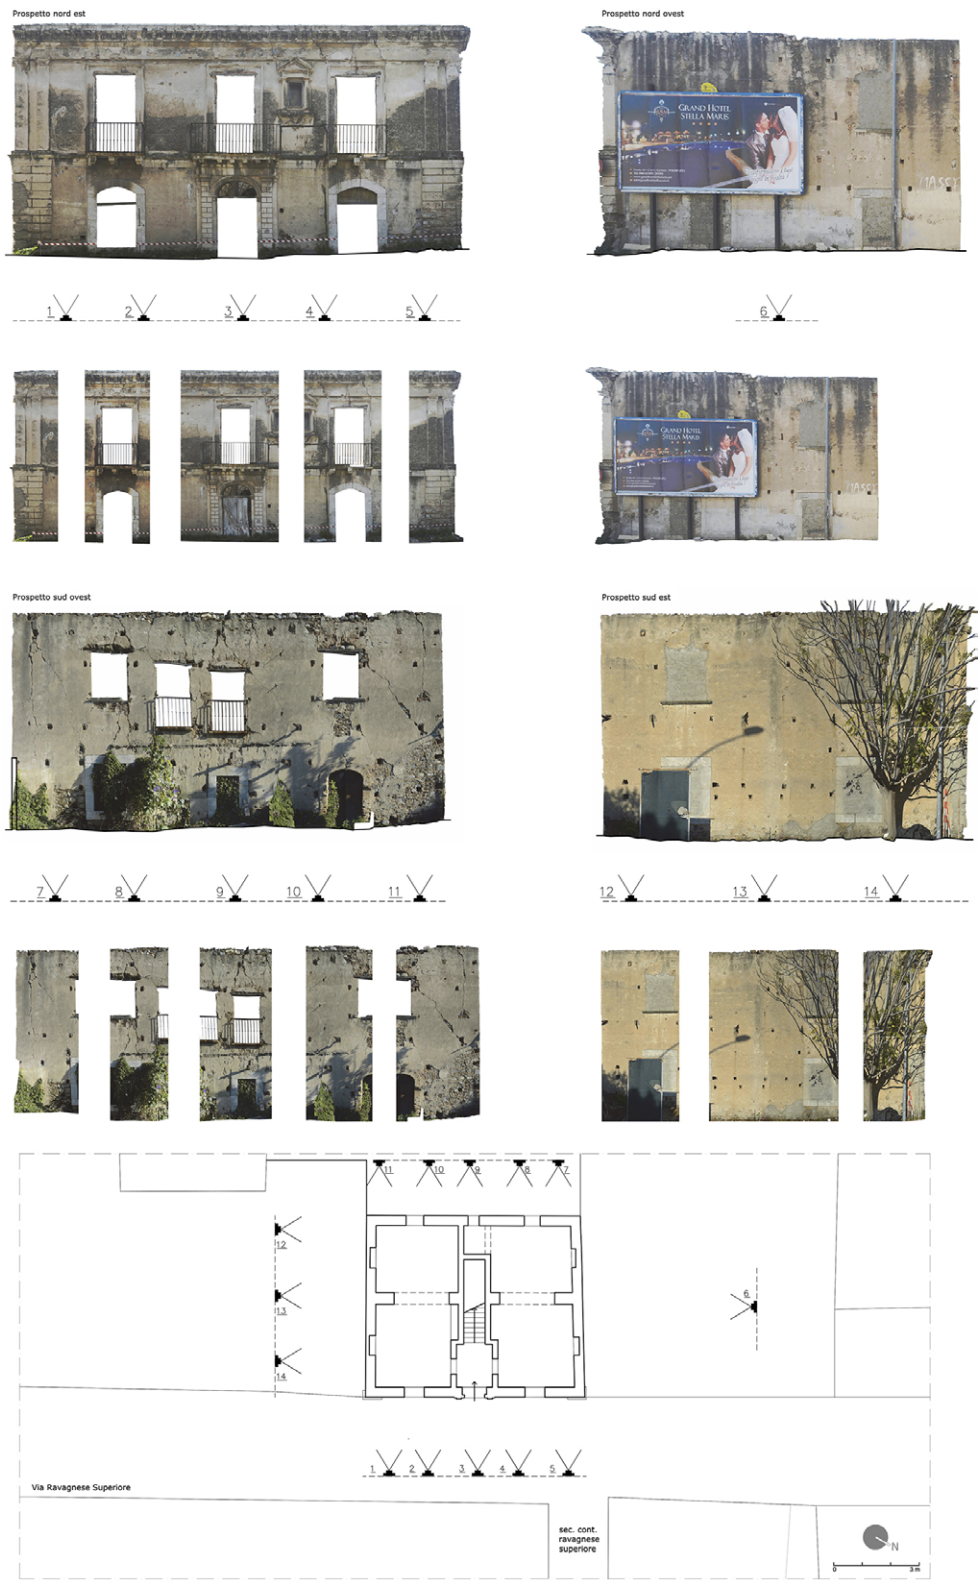 Prospetto nord est
Prospetto nord ovest
GRAND HOTEL
STELLA MARIS
MASSY
1 2 3 4 5
6
GRAND HOTEL
STELLA MARIS
MASSY
Prospetto sud ovest
Prospetto sud est
7 8 9 10 11
12 13 14
11 10 9 8 7
12
13
14
6
1 2 3 4 5
Via Ravagnese Superiore
sec. cont.
ravagnese
superiore
N
0 3 m